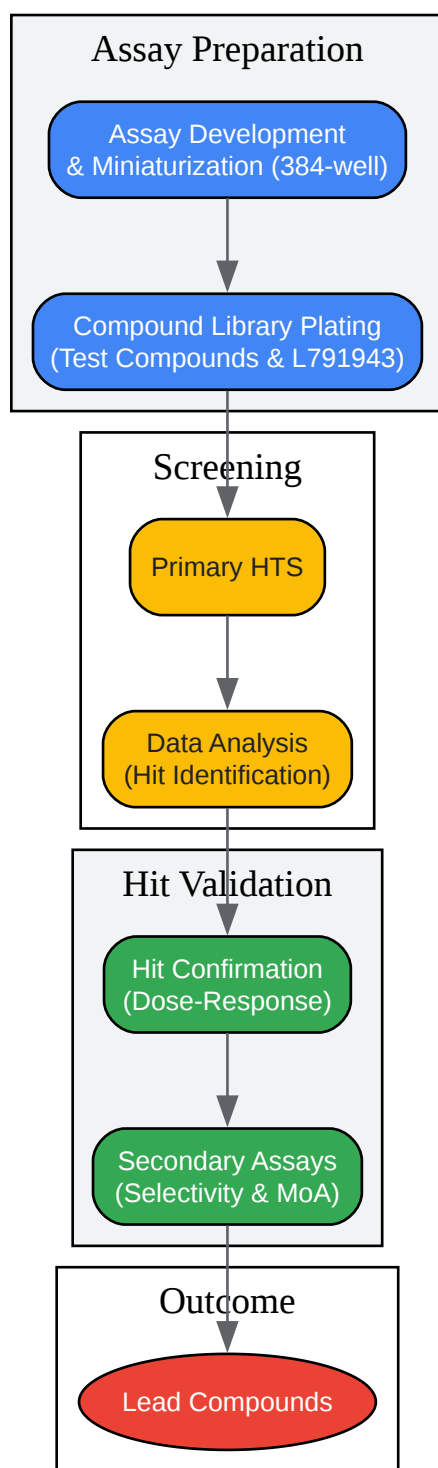 Assay Preparation
Assay Development
& Miniaturization (384-well)
Compound Library Plating
(Test Compounds & L791943)
Screening
Primary HTS
Data Analysis
(Hit Identification)
Hit Validation
Hit Confirmation
(Dose-Response)
Secondary Assays
(Selectivity & MoA)
Outcome
Lead Compounds